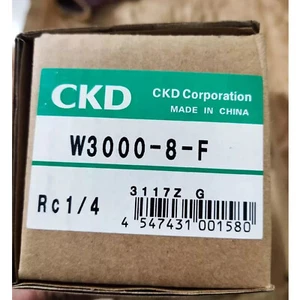 CKD
CKD Corporation
MADE IN CHINA
W3000-8-F
3117Z G
Rc1/4
4 547431 001580